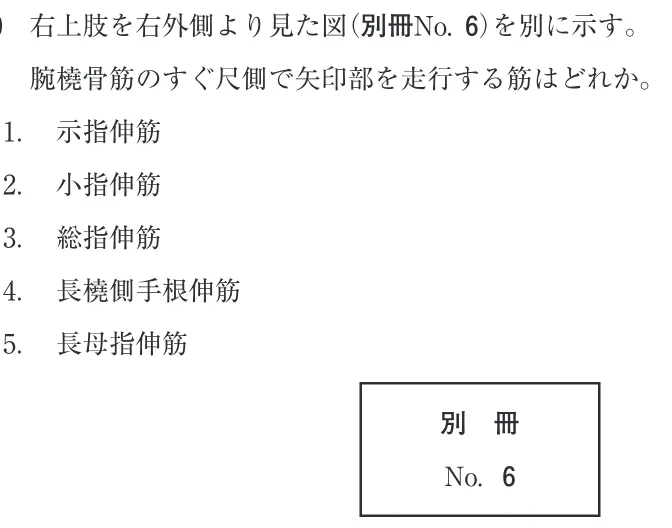 右上肢を右外側より見た図(別冊No. 6)を別に示す。
腕橈骨筋のすぐ尺側で矢印部を走行する筋はどれか。
1. 示指伸筋
2. 小指伸筋
3. 総指伸筋
4. 長橈側手根伸筋
5. 長母指伸筋
別 冊
No. 6